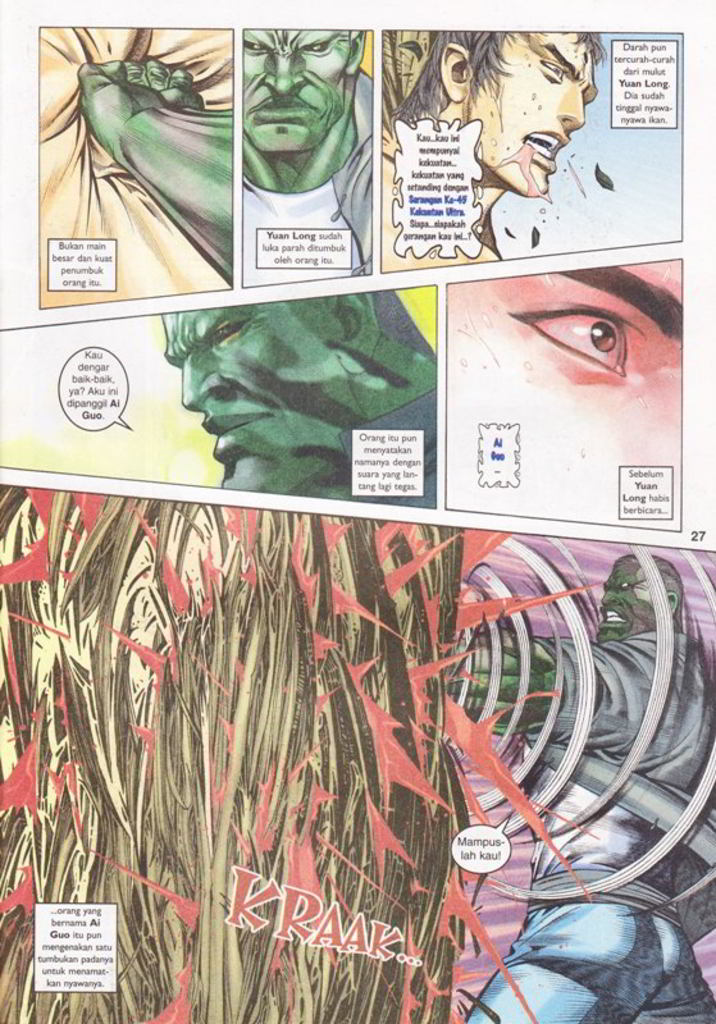 Bukan main
besar dan kuat
penumbuk
orang itu.
Yuan Long sudah
luka parah ditumbuk
oleh orang itu.
Darah pun
tercurah-curah
dari mulut
Yuan Long.
Dia sudah
tinggal nyawa-
nyawa ikan.
Kau...kau ini
mempunyai
kekuatan...
kekuatan yang
setanding dengan
Serangan Ke-45
Kekuatan Ultra.
Siapa...siapakah
gerangan kau ini...?
Kau
dengar
baik-baik,
ya? Aku ini
dipanggil Ai
Guo.
Orang itu pun
menyatakan
namanya dengan
suara yang lan-
tang lagi tegas.
Ai
Guo
...
Sebelum
Yuan
Long habis
berbicara...
27
Mampus-
lah kau!
KRAAK...
...orang yang
bernama Ai
Guo itu pun
mengenakan satu
tumbukan padanya
untuk menamat-
kan nyawanya.